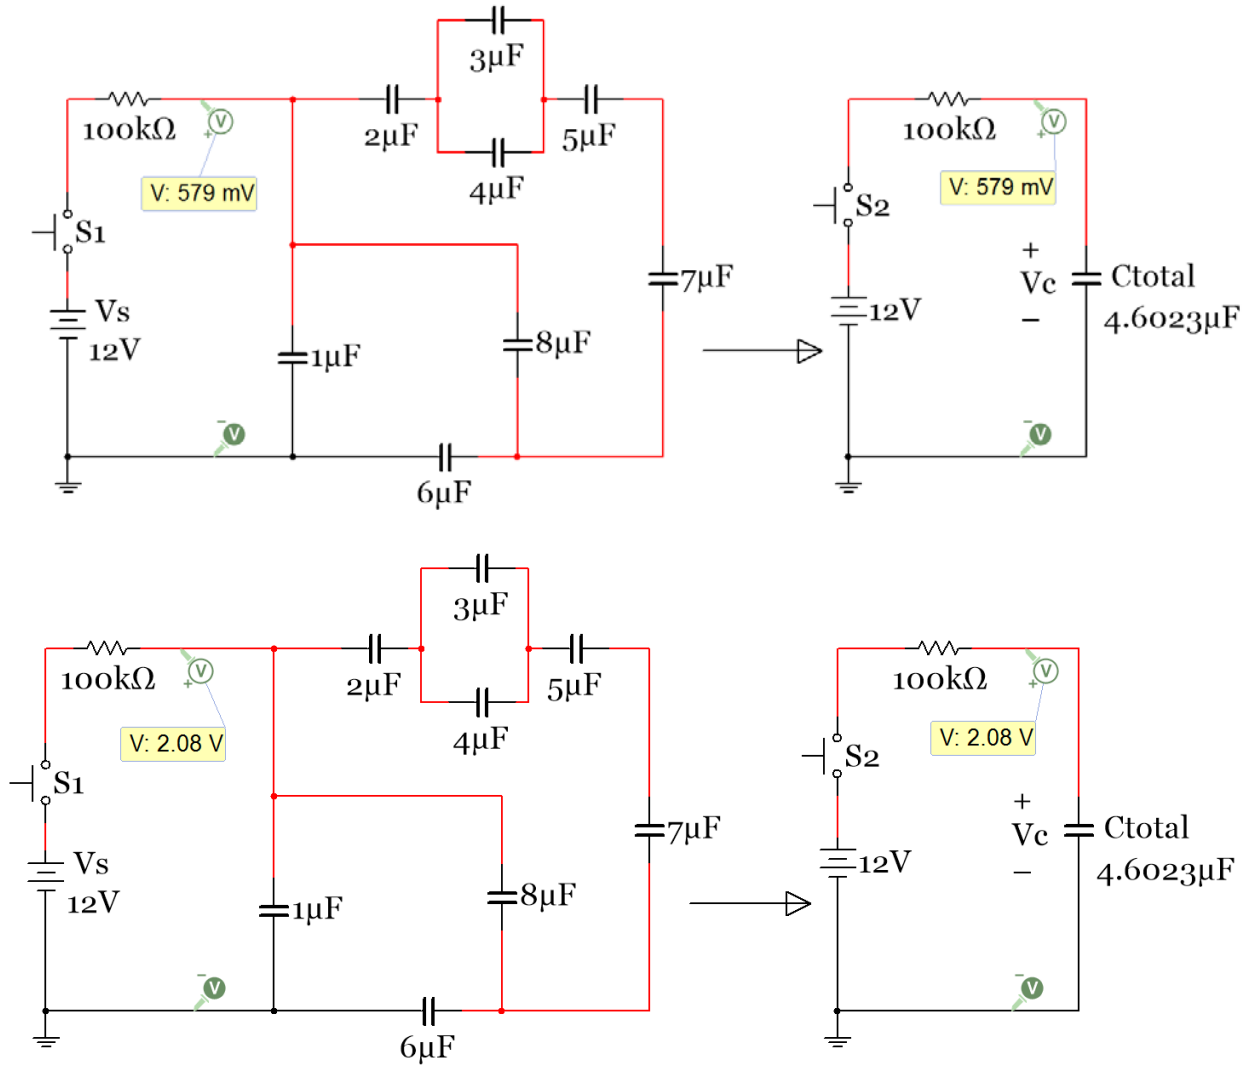 3µF
100kΩ
2µF
5µF
4µF
V: 579 mV
V
+
S1
Vs
12V
1µF
8µF
7µF
6µF
V
−
100kΩ
V: 579 mV
V
+
S2
12V
+
Vc
−
Ctotal
4.6023µF
V
−
3µF
100kΩ
2µF
5µF
4µF
V: 2.08 V
V
+
S1
Vs
12V
1µF
8µF
7µF
6µF
V
−
100kΩ
V: 2.08 V
V
+
S2
12V
+
Vc
−
Ctotal
4.6023µF
V
−